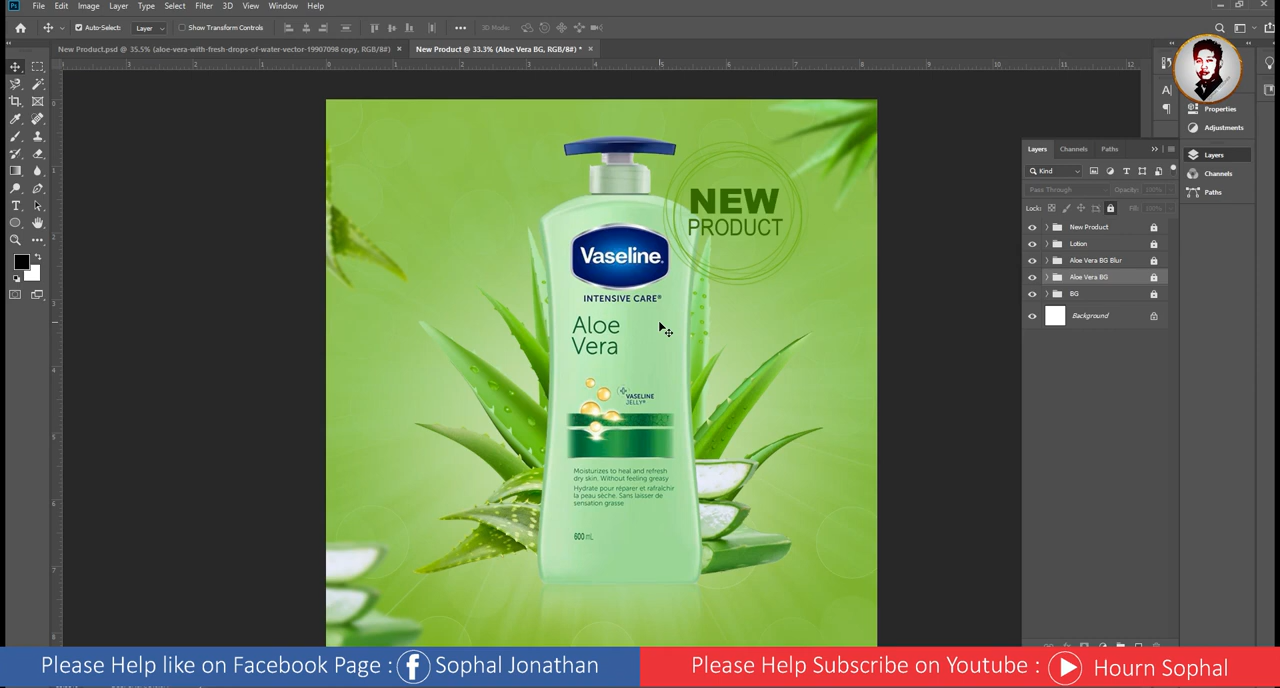 File Edit Image Layer Type Select Filter 3D View Window Help
Auto-Select: Layer Show Transform Controls 3D Mode:
New Product.psd @ 35.5% (aloe-vera-with-fresh-drops-of-water-vector-19907098 copy, RGB/8#) × New Product @ 33.3% (Aloe Vera BG, RGB/8#) * ×
NEW
PRODUCT
Vaseline.
INTENSIVE CARE®
Aloe
Vera
VASELINE
JELLY®
Moisturizes to heal and refresh
dry skin. Without feeling greasy
Hydrate pour réparer et rafraîchir
la peau sèche. Sans laisser de
sensation grasse
600 mL
Layers Channels Paths
Kind
Pass Through Opacity: 100%
Lock: Fill: 100%
New Product
Lotion
Aloe Vera BG Blur
Aloe Vera BG
BG
Background
Properties
Adjustments
Layers
Channels
Paths
Please Help like on Facebook Page : Sophal Jonathan
Please Help Subscribe on Youtube : Hourn Sophal